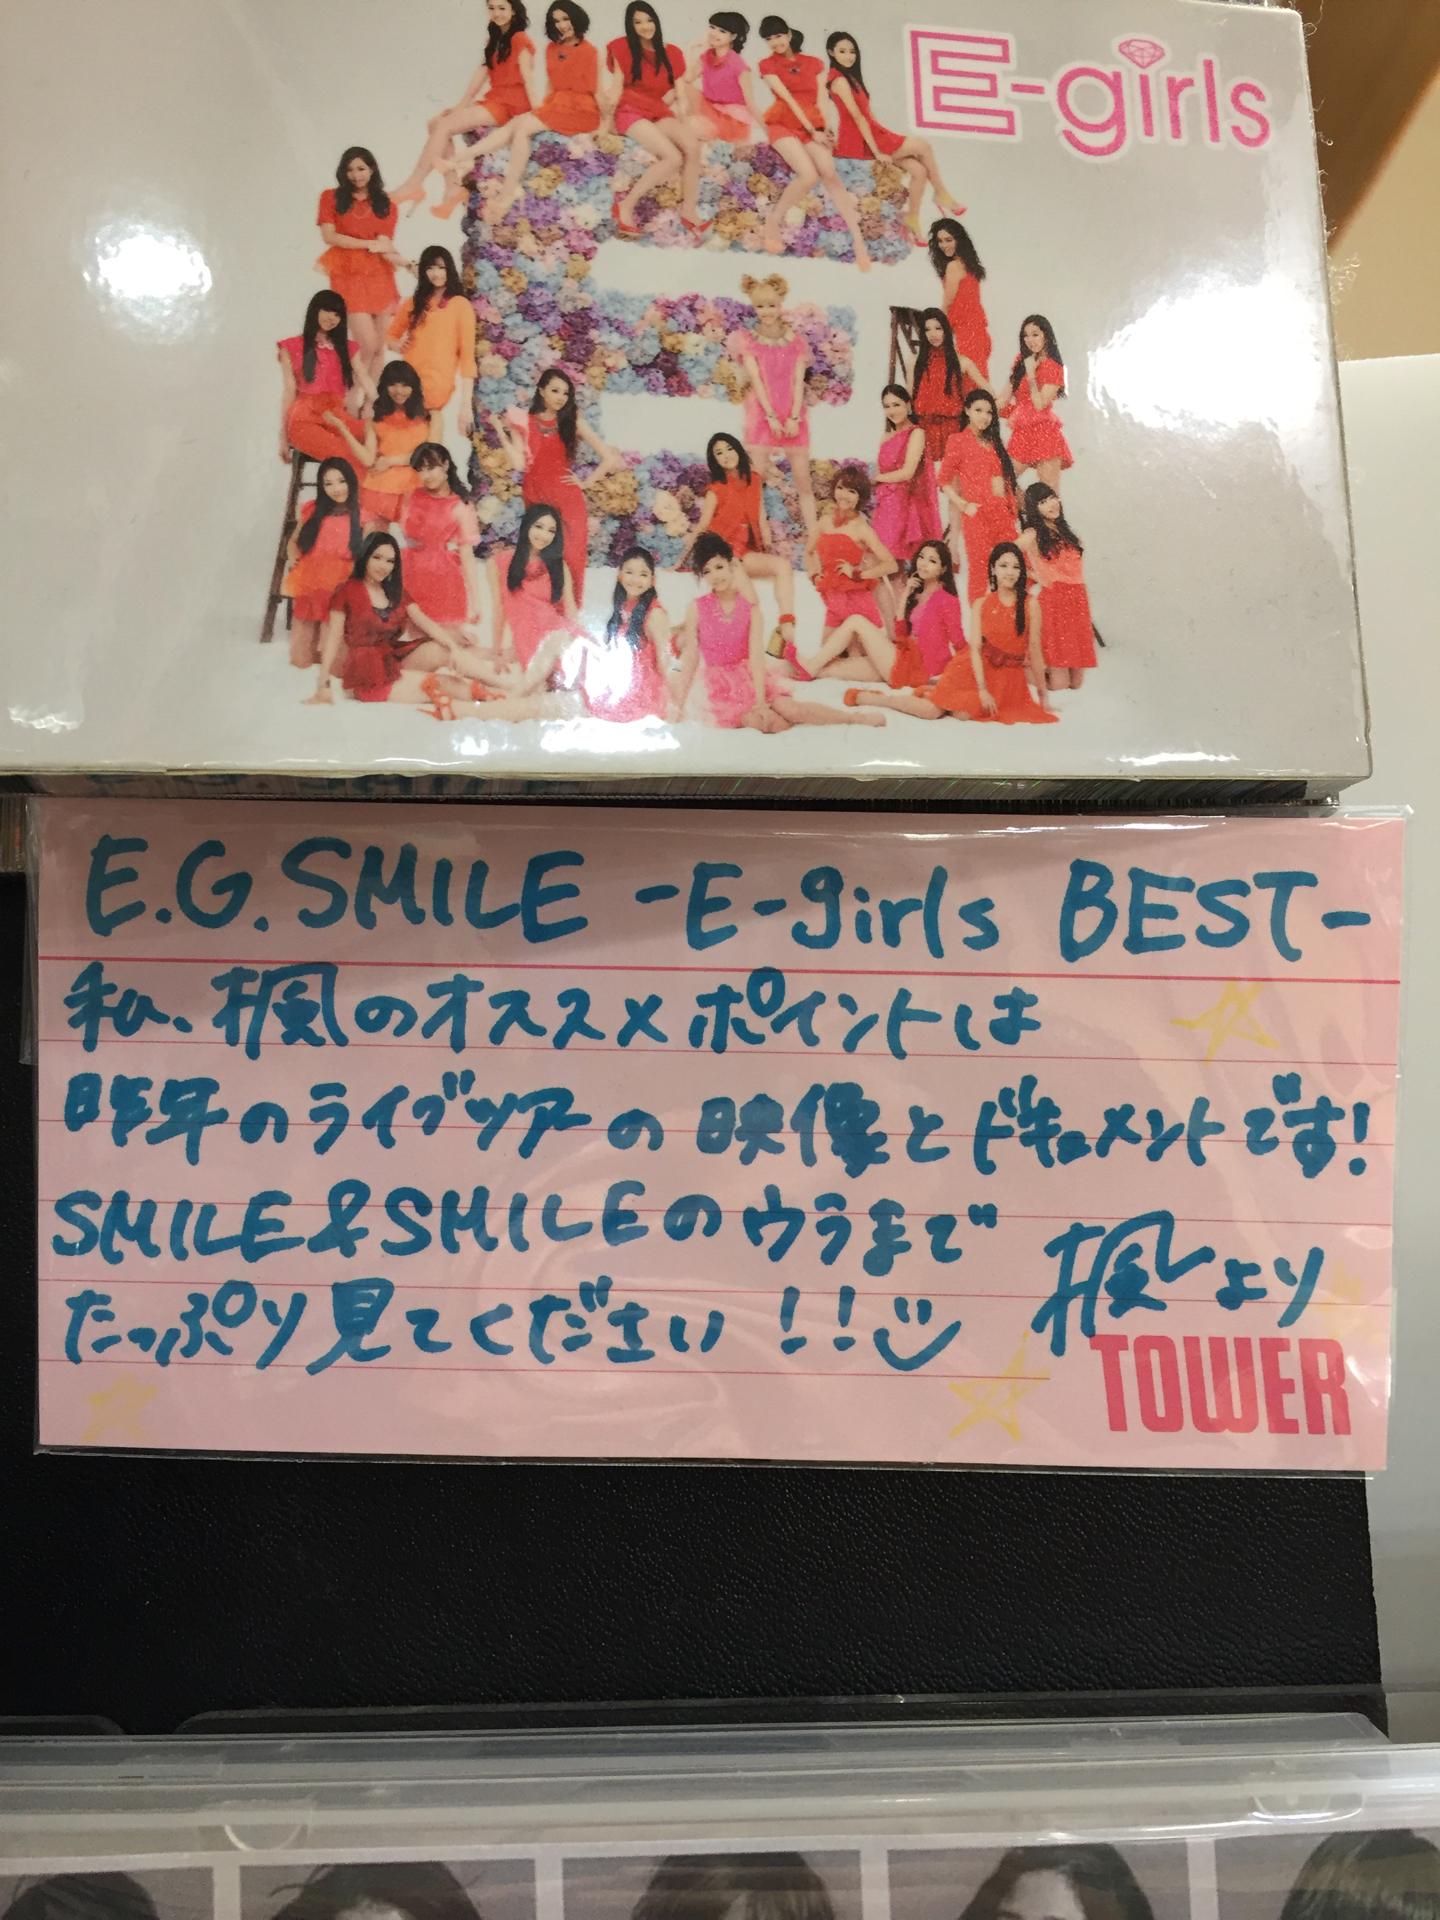 E-girls
E.G. SMILE -E-girls BEST-
私、楓のオススメポイントは
昨年のライブツアーの映像とドキュメントです!
SMILE&SMILEのウラまで
たっぷり見てください!!
楓より
TOWER